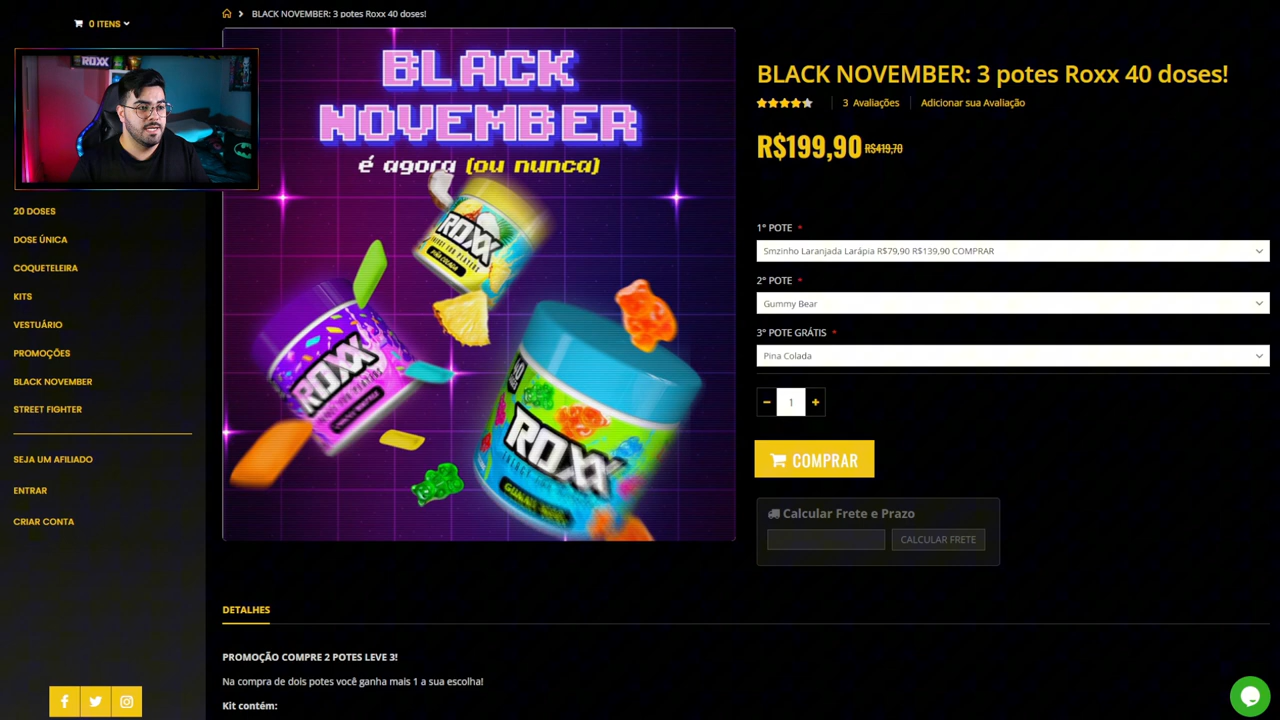 0 ITENS
BLACK NOVEMBER: 3 potes Roxx 40 doses!
ROXX
20 DOSES
DOSE ÚNICA
COQUETELEIRA
KITS
VESTUÁRIO
PROMOÇÕES
BLACK NOVEMBER
STREET FIGHTER
SEJA UM AFILIADO
ENTRAR
CRIAR CONTA
BLACK
NOVEMBER
é agora (ou nunca)
ROXX
PINA COLADA
ROXX
ROXX
BLACK NOVEMBER: 3 potes Roxx 40 doses!
3 Avaliações
Adicionar sua Avaliação
R$199,90 R$419,70
1º POTE *
Smzinho Laranjada Larápia R$79,90 R$139,90 COMPRAR
2º POTE *
Gummy Bear
3º POTE GRÁTIS *
Pina Colada
1
COMPRAR
Calcular Frete e Prazo
CALCULAR FRETE
DETALHES
PROMOÇÃO COMPRE 2 POTES LEVE 3!
Na compra de dois potes você ganha mais 1 a sua escolha!
Kit contém: